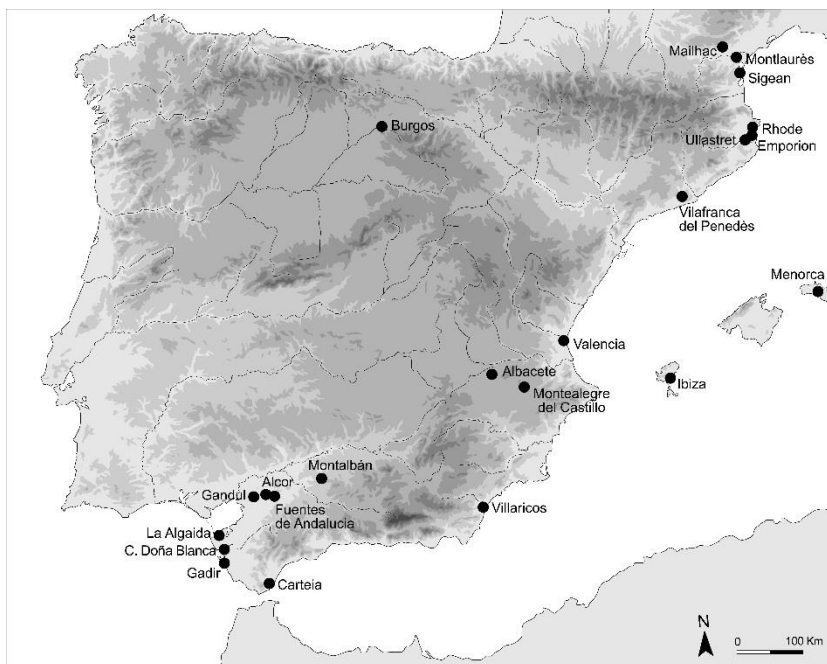 Mailhac
Montlaurès
Sigean
Burgos
Rhode
Ullastret
Emporion
Vilafranca
del Penedès
Menorca
Valencia
Albacete
Ibiza
Montealegre
del Castillo
Montalbán
Alcor
Gandul
Fuentes
de Andalucia
Villaricos
La Algaida
C. Doña Blanca
Gadir
Carteia
N
0 100 Km